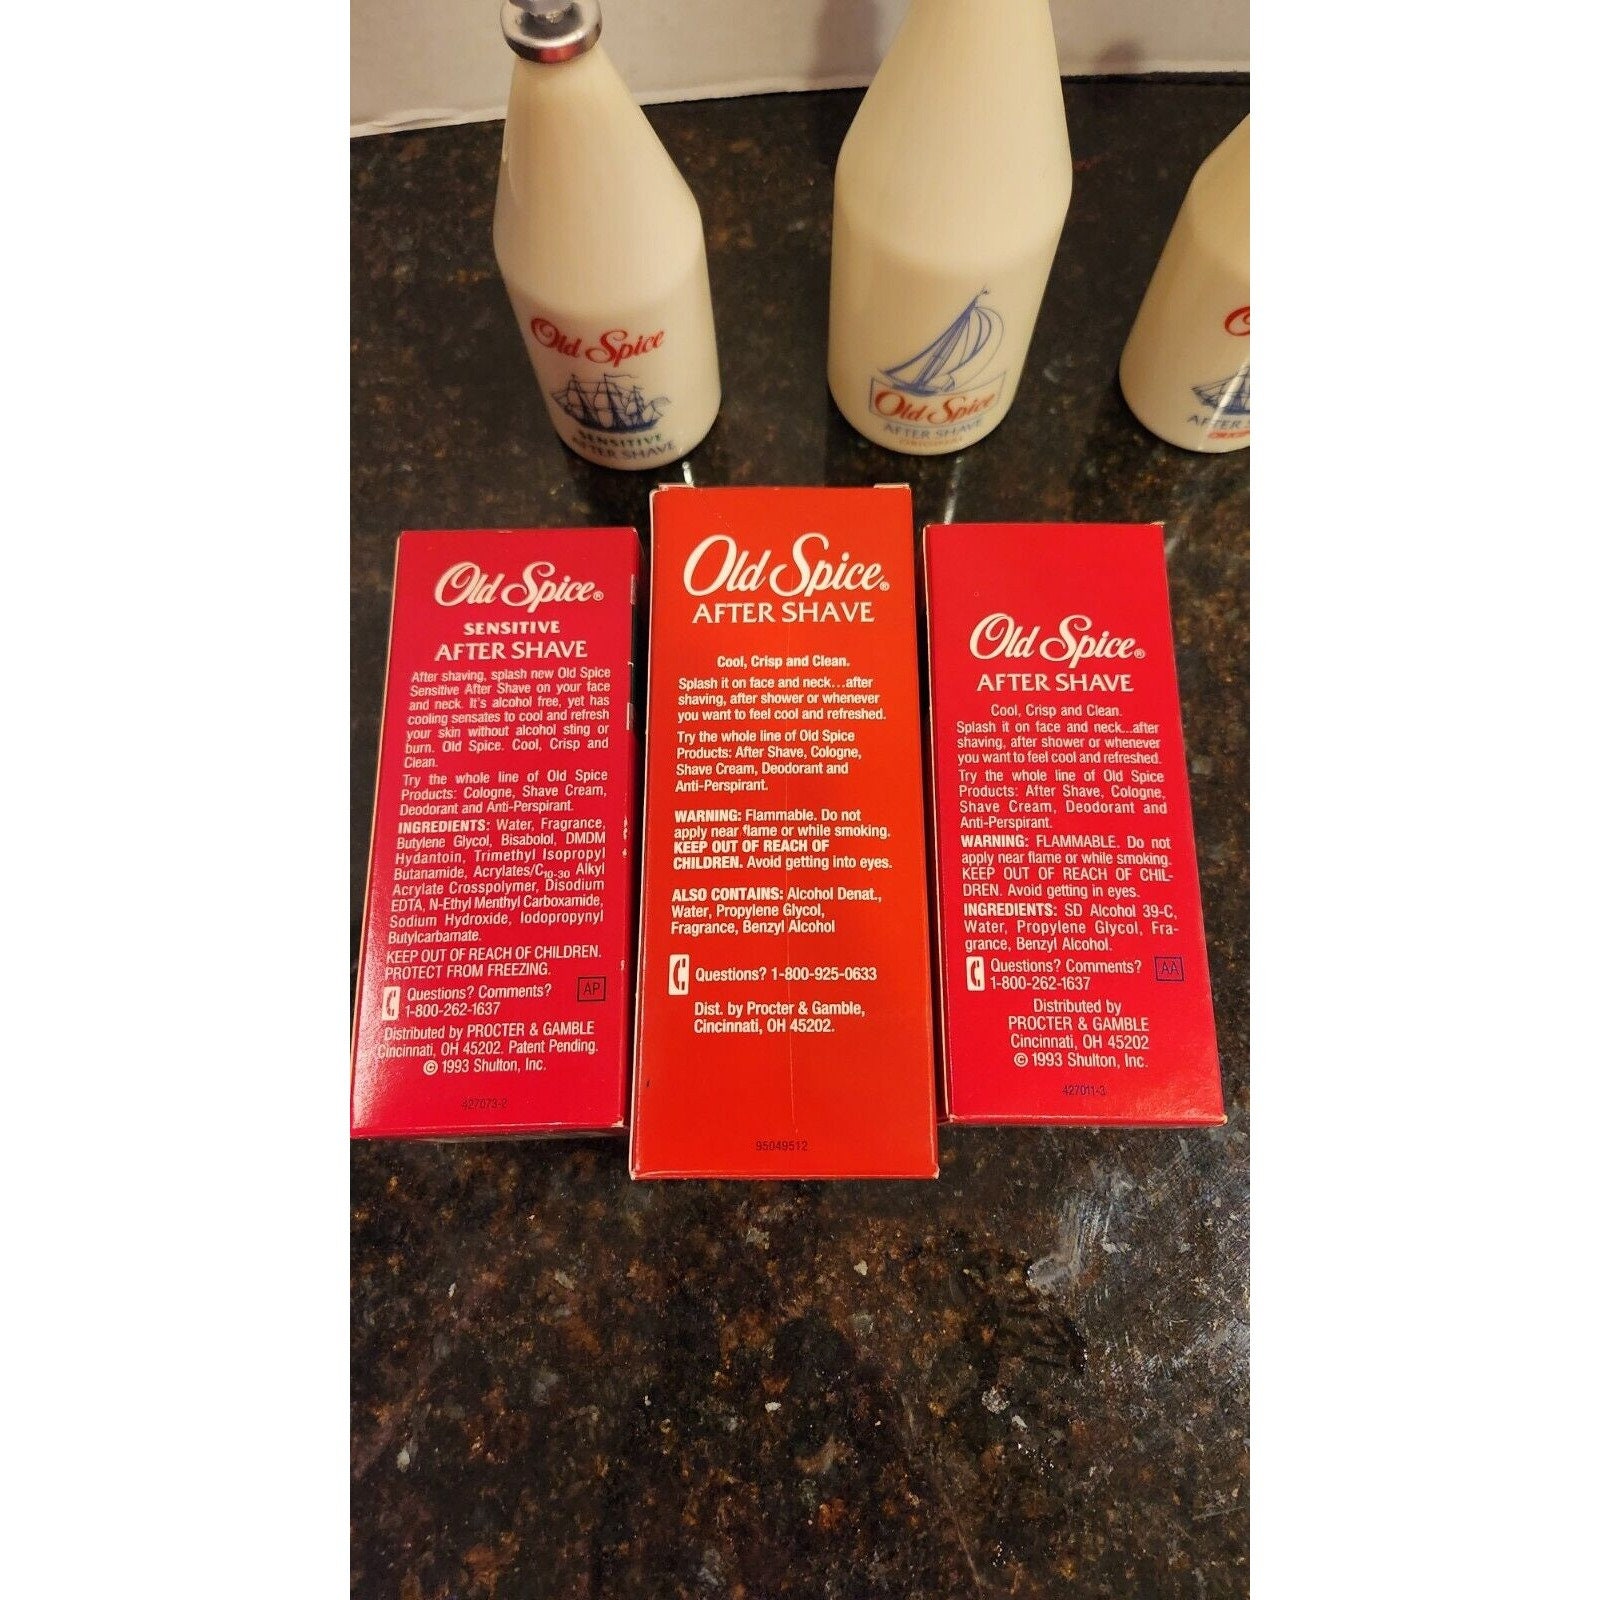 Old Spice
SENSITIVE
AFTER SHAVE
Old Spice
AFTER SHAVE
AFTER
Old Spice®
SENSITIVE
AFTER SHAVE
After shaving, splash new Old Spice
Sensitive After Shave on your face
and neck. It's alcohol free, yet has
cooling sensates to cool and refresh
your skin without alcohol sting or
burn. Old Spice. Cool, Crisp and
Clean.
Try the whole line of Old Spice
Products: Cologne, Shave Cream,
Deodorant and Anti-Perspirant.
INGREDIENTS: Water, Fragrance,
Butylene Glycol, Bisabolol, DMDM
Hydantoin, Trimethyl Isopropyl
Butanamide, Acrylates/C10-30 Alkyl
Acrylate Crosspolymer, Disodium
EDTA, N-Ethyl Menthyl Carboxamide,
Sodium Hydroxide, Iodopropynyl
Butylcarbamate.
KEEP OUT OF REACH OF CHILDREN.
PROTECT FROM FREEZING.
Questions? Comments?
1-800-262-1637
AP
Distributed by PROCTER & GAMBLE
Cincinnati, OH 45202. Patent Pending.
© 1993 Shulton, Inc.
427073-2
Old Spice®
AFTER SHAVE
Cool, Crisp and Clean.
Splash it on face and neck...after
shaving, after shower or whenever
you want to feel cool and refreshed.
Try the whole line of Old Spice
Products: After Shave, Cologne,
Shave Cream, Deodorant and
Anti-Perspirant.
WARNING: Flammable. Do not
apply near flame or while smoking.
KEEP OUT OF REACH OF
CHILDREN. Avoid getting into eyes.
ALSO CONTAINS: Alcohol Denat.,
Water, Propylene Glycol,
Fragrance, Benzyl Alcohol
Questions? 1-800-925-0633
Dist. by Procter & Gamble,
Cincinnati, OH 45202.
95049512
Old Spice®
AFTER SHAVE
Cool, Crisp and Clean.
Splash it on face and neck...after
shaving, after shower or whenever
you want to feel cool and refreshed.
Try the whole line of Old Spice
Products: After Shave, Cologne,
Shave Cream, Deodorant and
Anti-Perspirant.
WARNING: FLAMMABLE. Do not
apply near flame or while smoking.
KEEP OUT OF REACH OF CHIL-
DREN. Avoid getting in eyes.
INGREDIENTS: SD Alcohol 39-C,
Water, Propylene Glycol, Fra-
grance, Benzyl Alcohol.
Questions? Comments?
1-800-262-1637
AA
Distributed by
PROCTER & GAMBLE
Cincinnati, OH 45202
© 1993 Shulton, Inc.
427011-3